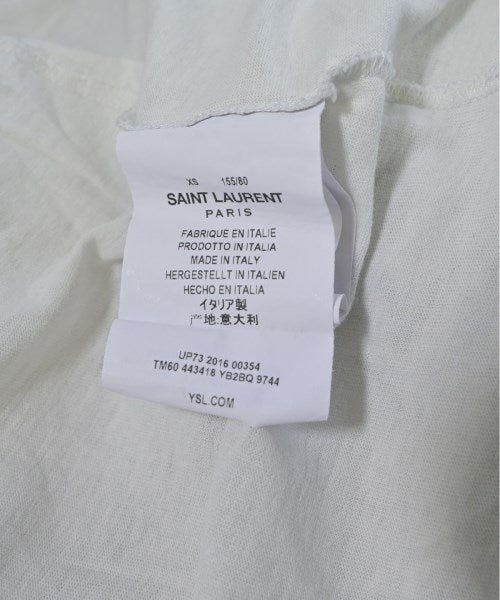 XS 155/80
SAINT LAURENT
PARIS
FABRIQUE EN ITALIE
PRODOTTO IN ITALIA
MADE IN ITALY
HERGESTELLT IN ITALIEN
HECHO EN ITALIA
イタリア製
产地:意大利
UP73 2016 00354
TM60 443418 YB2BQ 9744
YSL.COM